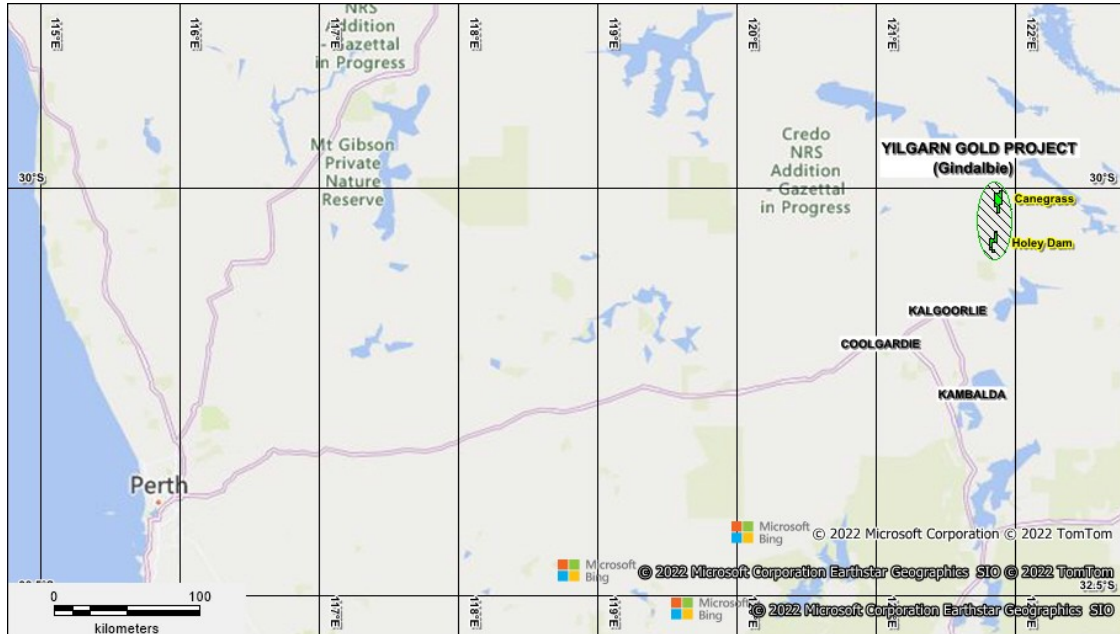 115°E
116°E
117°E
118°E
119°E
120°E
121°E
122°E
NRS
Addition
- Gazettal
in Progress
Mt Gibson
Private
Nature
Reserve
Credo
NRS
Addition
- Gazettal
in Progress
YILGARN GOLD PROJECT
(Gindalbie)
30°S
30°S
Canegrass
Holey Dam
KALGOORLIE
COOLGARDIE
KAMBALDA
Perth
Microsoft
Bing
© 2022 Microsoft Corporation © 2022 TomTom
Microsoft
Bing
© 2022 Microsoft Corporation Earthstar Geographics SIO © 2022 TomTom
32.5°S
Microsoft
Bing
© 2022 Microsoft Corporation Earthstar Geographics SIO
0
100
kilometers
117°E
118°E
119°E
120°E